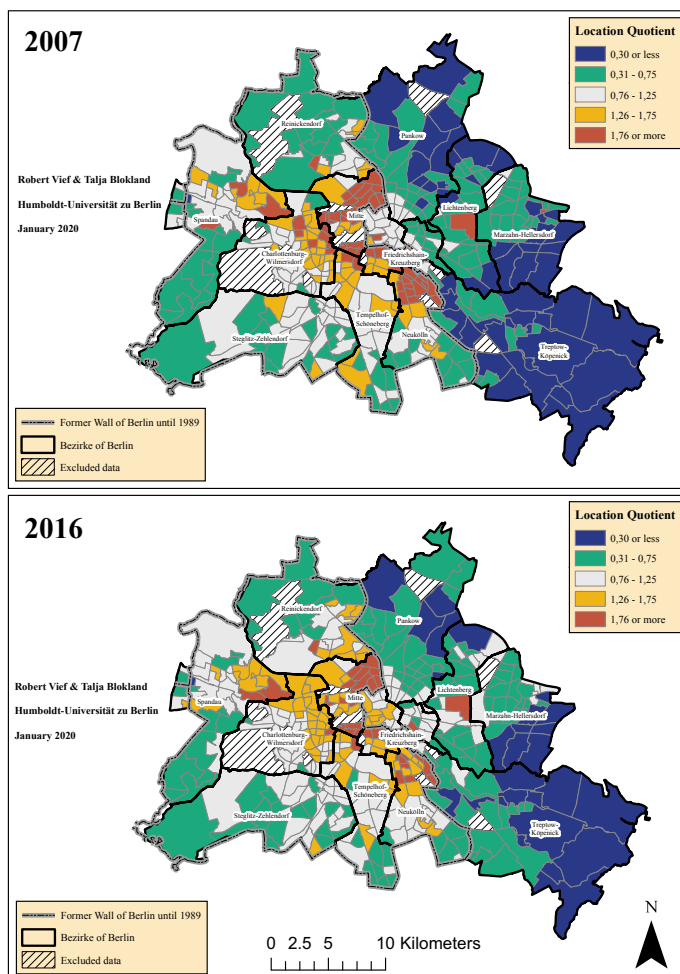 2007
Location Quotient
0,30 or less
0,31 - 0,75
0,76 - 1,25
1,26 - 1,75
1,76 or more
Reinickendorf
Pankow
Robert Vief & Talja Blokland
Humboldt-Universität zu Berlin
January 2020
Spandau
Mitte
Lichtenberg
Marzahn-Hellersdorf
Charlottenburg-
Wilmersdorf
Friedrichshain-
Kreuzberg
Tempelhof-
Schöneberg
Steglitz-Zehlendorf
Neukölln
Treptow-
Köpenick
Former Wall of Berlin until 1989
Bezirke of Berlin
Excluded data
2016
Location Quotient
0,30 or less
0,31 - 0,75
0,76 - 1,25
1,26 - 1,75
1,76 or more
Reinickendorf
Pankow
Robert Vief & Talja Blokland
Humboldt-Universität zu Berlin
January 2020
Spandau
Mitte
Lichtenberg
Marzahn-Hellersdorf
Charlottenburg-
Wilmersdorf
Friedrichshain-
Kreuzberg
Tempelhof-
Schöneberg
Steglitz-Zehlendorf
Neukölln
Treptow-
Köpenick
Former Wall of Berlin until 1989
Bezirke of Berlin
Excluded data
0 2.5 5 10 Kilometers
N